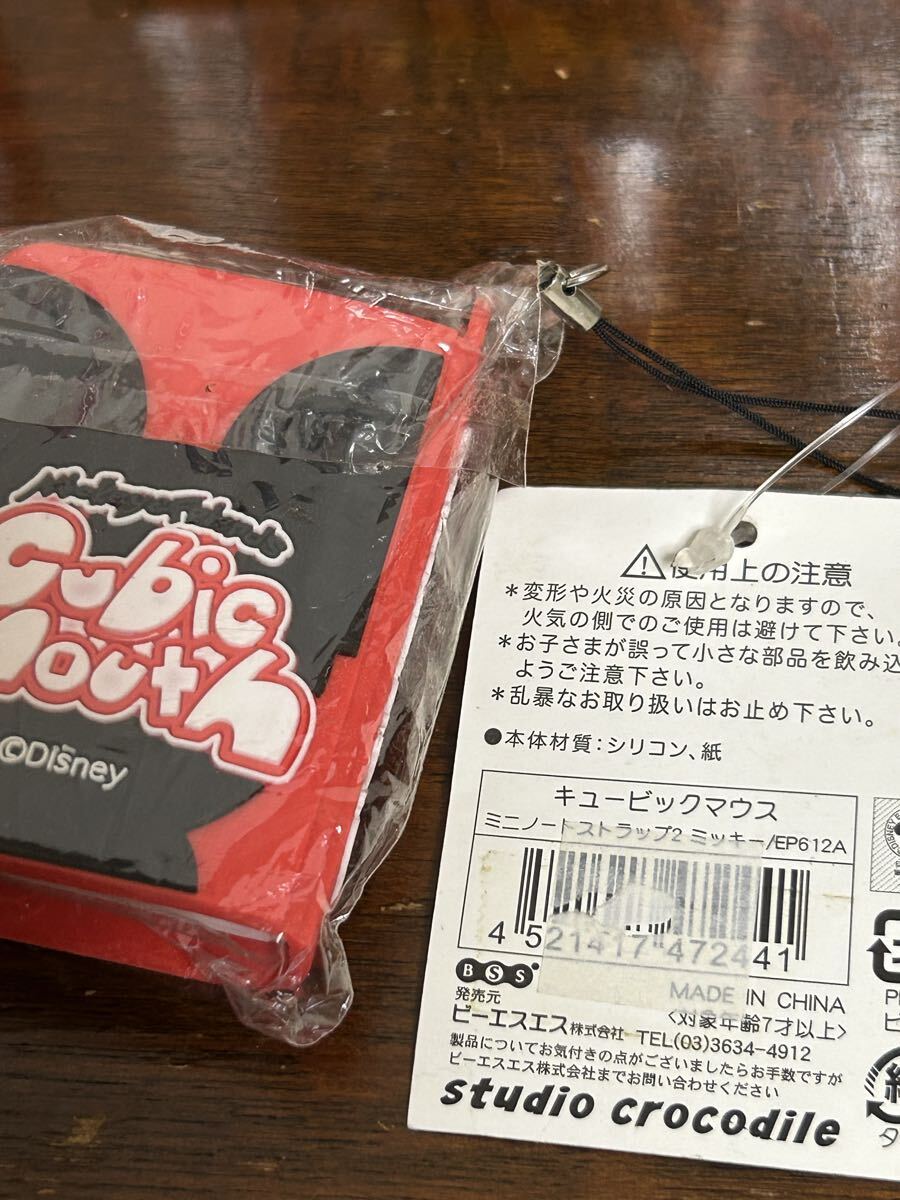 Cubic
Mouth
©Disney
⚠使用上の注意
*変形や火災の原因となりますので、
火気の側でのご使用は避けて下さい。
*お子さまが誤って小さな部品を飲み込
ようご注意下さい。
*乱暴なお取り扱いはお止め下さい。
●本体材質:シリコン、紙
キュービックマウス
ミニノートストラップ2 ミッキー/EP612A
4 521417 472441
BSS
MADE IN CHINA
発売元
<対象年齢7才以上>
ビーエスエス株式会社 TEL(03)3634-4912
製品についてお気付きの点がございましたらお手数ですが
ビーエスエス株式会社までお問い合わせください
studio crocodile